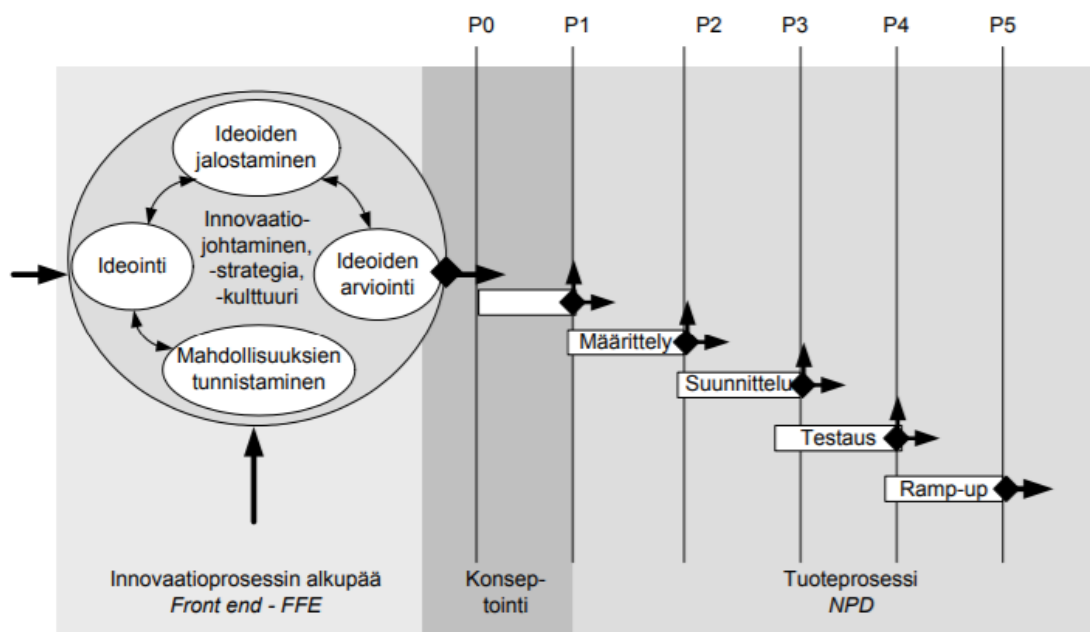 P0 P1 P2 P3 P4 P5
Ideoiden
jalostaminen
Innovaatio-
johtaminen,
-strategia,
-kulttuuri
Ideointi
Ideoiden
arviointi
Mahdollisuuksien
tunnistaminen
Määrittely
Suunnittelu
Testaus
Ramp-up
Innovaatioprosessin alkupää
Front end - FFE
Konsep-
tointi
Tuoteprosessi
NPD